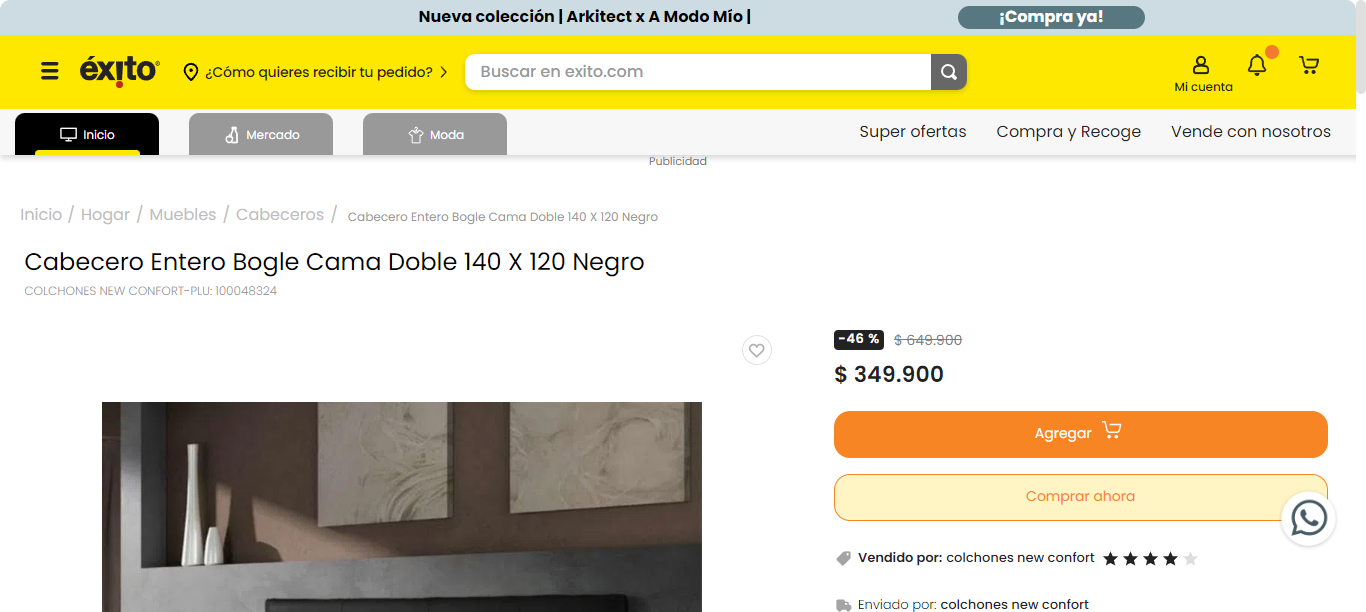 Nueva colección | Arkitect x A Modo Mío |
¡Compra ya!
éxito
¿Cómo quieres recibir tu pedido?
Buscar en exito.com
Mi cuenta
Inicio
Mercado
Moda
Super ofertas
Compra y Recoge
Vende con nosotros
Publicidad
Inicio / Hogar / Muebles / Cabeceros / Cabecero Entero Bogle Cama Doble 140 X 120 Negro
Cabecero Entero Bogle Cama Doble 140 X 120 Negro
COLCHONES NEW CONFORT-PLU: 100048324
-46 % $ 649.900
$ 349.900
Agregar
Comprar ahora
Vendido por: colchones new confort
Enviado por: colchones new confort